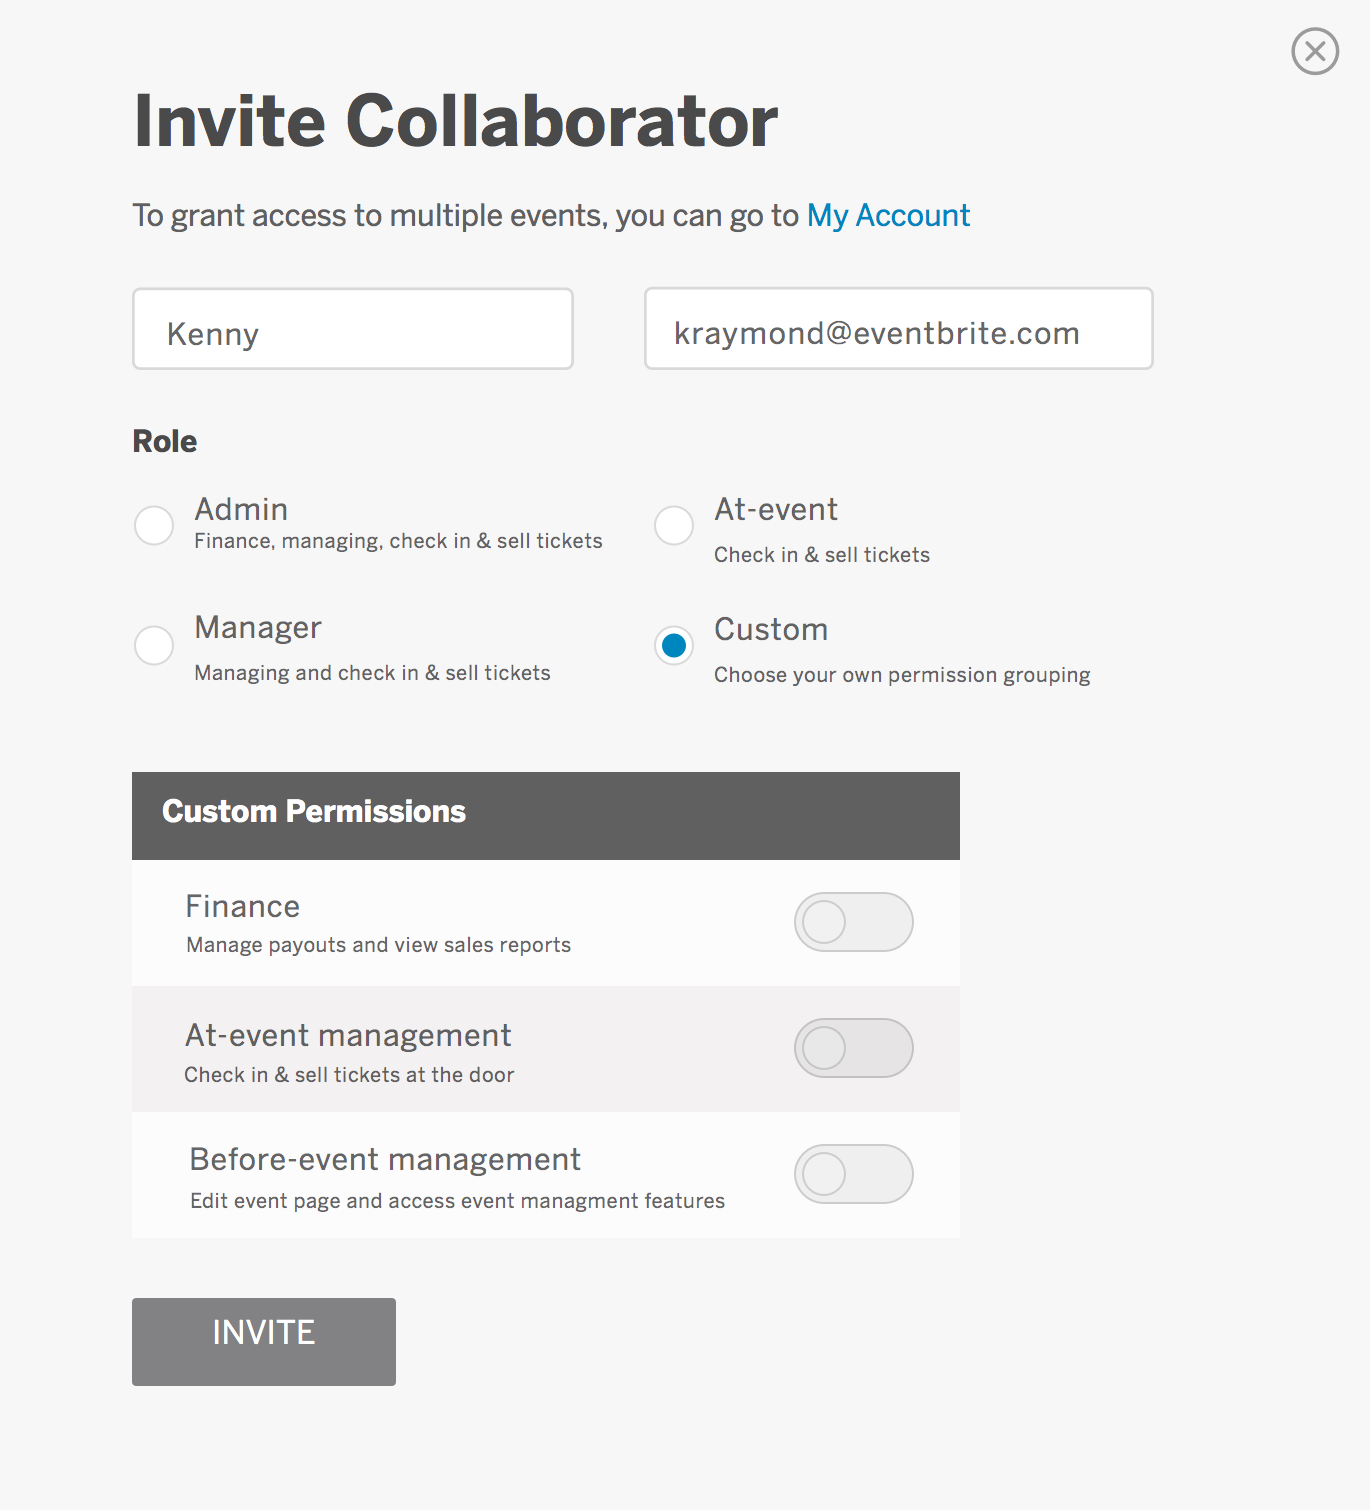 Invite Collaborator
To grant access to multiple events, you can go to My Account
Kenny
kraymond@eventbrite.com
Role
Admin
Finance, managing, check in & sell tickets
At-event
Check in & sell tickets
Manager
Managing and check in & sell tickets
Custom
Choose your own permission grouping
Custom Permissions
Finance
Manage payouts and view sales reports
At-event management
Check in & sell tickets at the door
Before-event management
Edit event page and access event managment features
INVITE